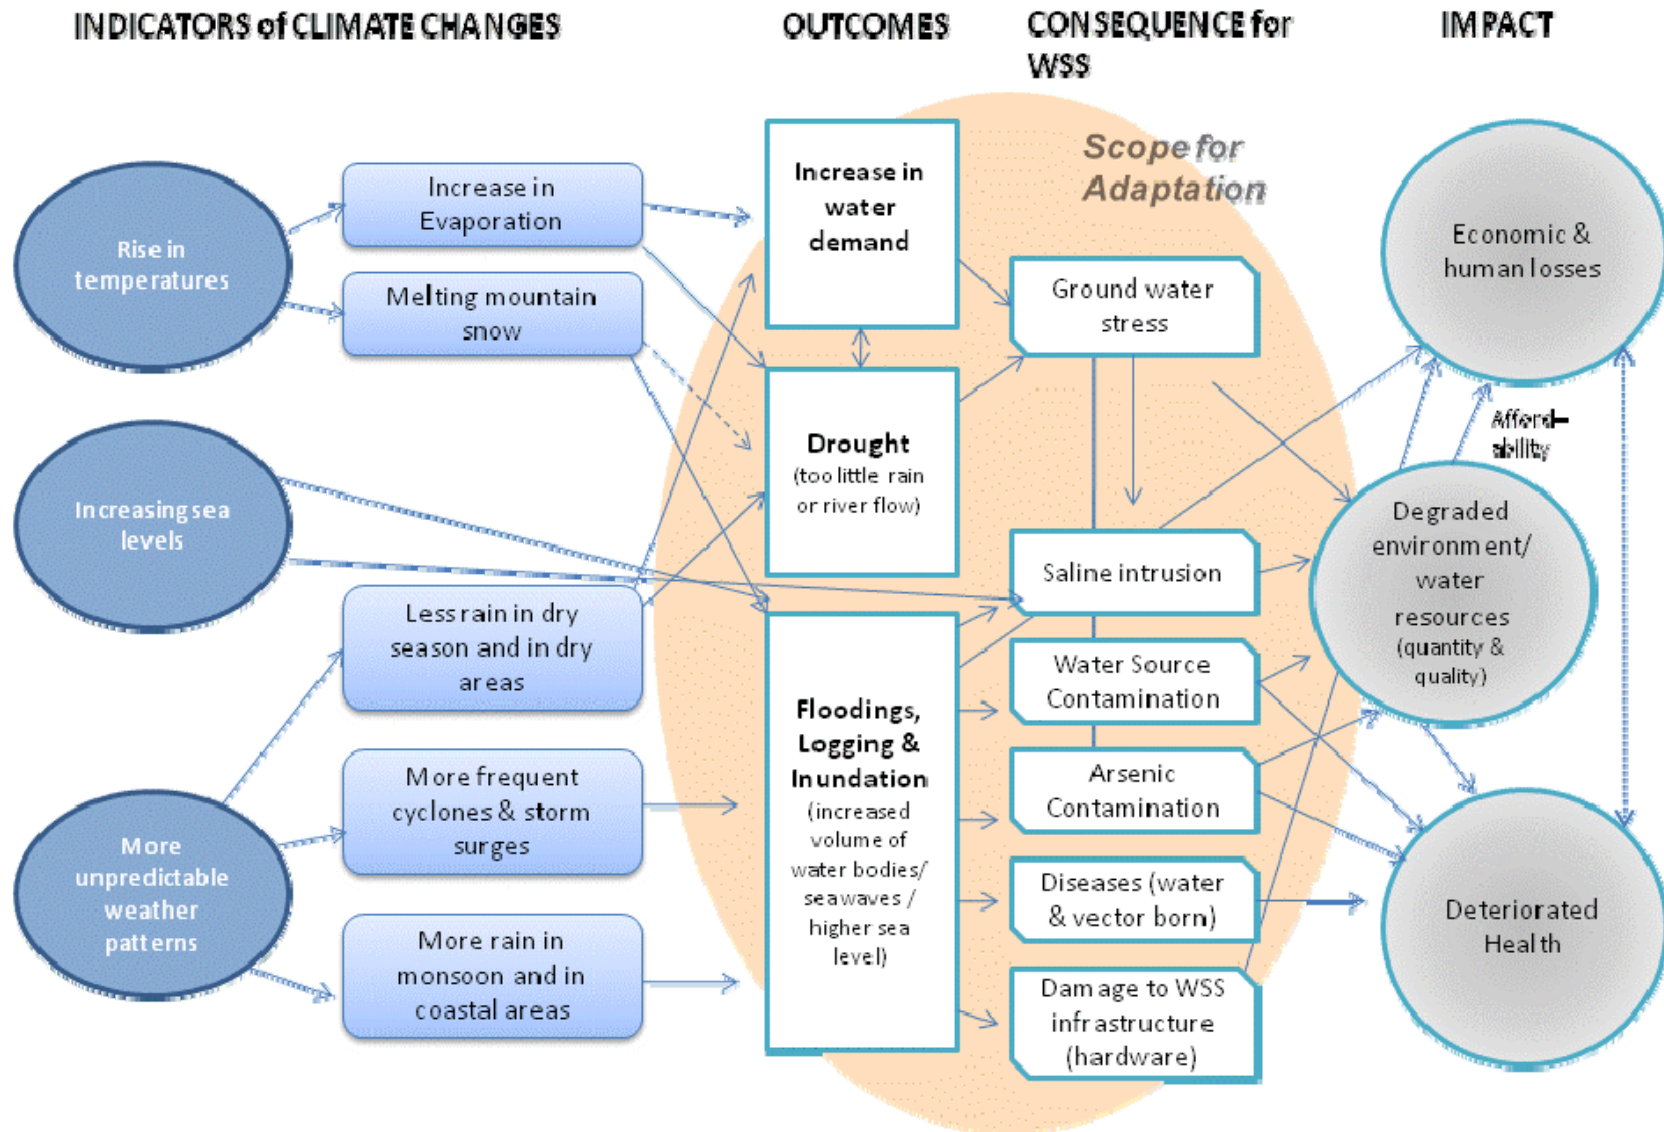 INDICATORS of CLIMATE CHANGES
OUTCOMES
CONSEQUENCE for
WSS
IMPACT
Scope for
Adaptation
Rise in
temperatures
Increasing sea
levels
More
unpredictable
weather
patterns
Increase in
Evaporation
Melting mountain
snow
Less rain in dry
season and in dry
areas
More frequent
cyclones & storm
surges
More rain in
monsoon and in
coastal areas
Increase in
water
demand
Drought
(too little rain
or river flow)
Floodings,
Logging &
Inundation
(increased
volume of
water bodies/
sea waves /
higher sea
level)
Ground water
stress
Saline intrusion
Water Source
Contamination
Arsenic
Contamination
Diseases (water
& vector born)
Damage to WSS
infrastructure
(hardware)
Economic &
human losses
Afford–
ability
Degraded
environment/
water
resources
(quantity &
quality)
Deteriorated
Health